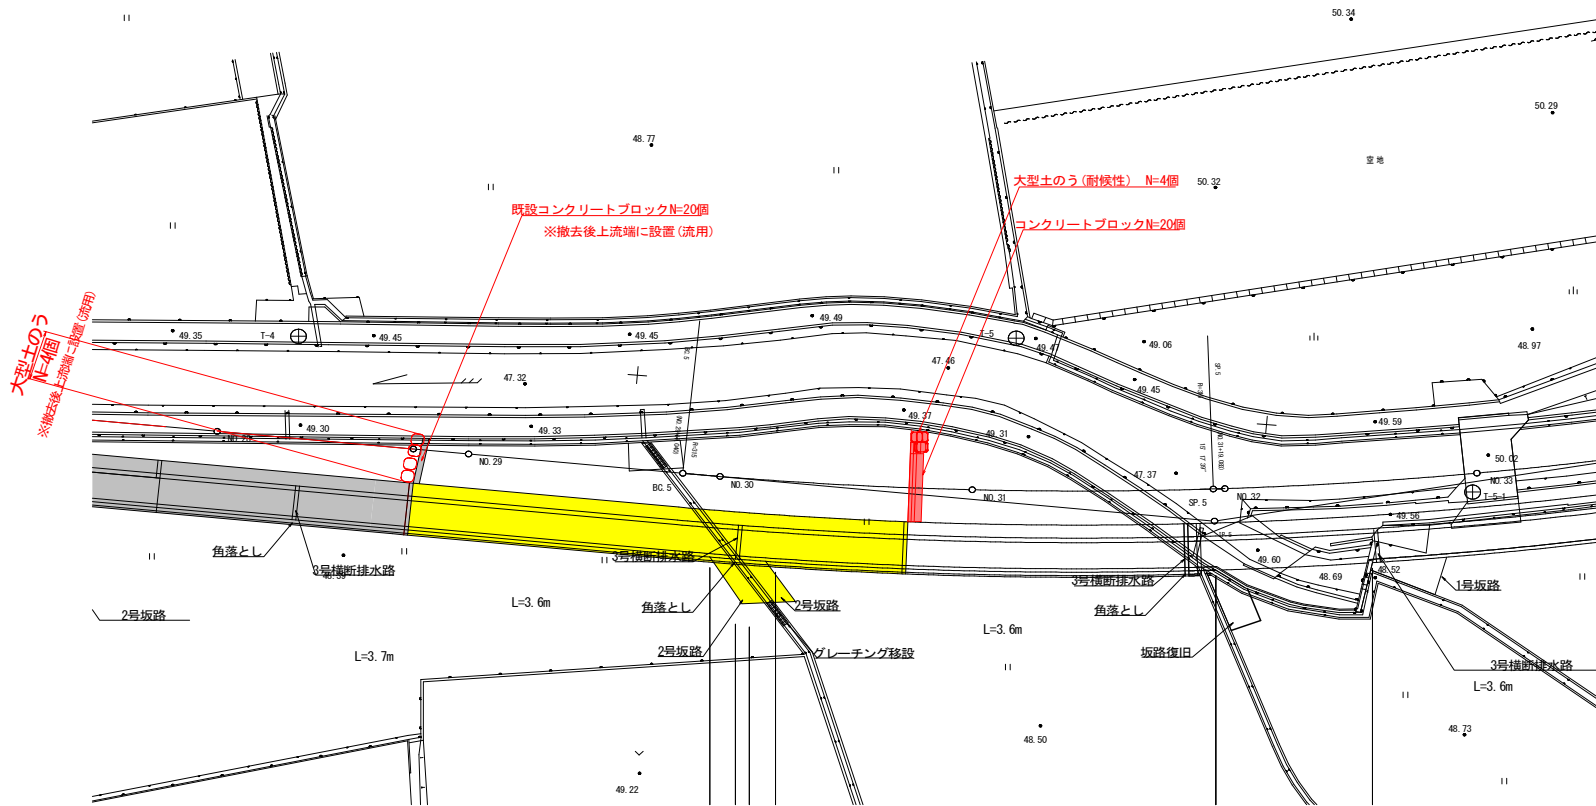 50.34
50.29
48.77
空地
50.32
大型土のう(耐候性) N=4個
既設コンクリートブロックN=20個
コンクリートブロックN=20個
※撤去後上流端に設置(流用)
大型土のう
N=4個
※撤去後上流端に設置(流用)
49.35
T-4
49.45
49.45
49.49
T-5
49.47
49.06
48.97
BC.5
47.32
47.46
49.45
SP.5
49.30
49.33
49.37
49.31
49.59
50.02
NO.29
BC.5
NO.30
NO.31
47.37
SP.5
NO.32
NO.33
T-5-1
49.56
角落とし
3号横断排水路
3号横断排水路
49.60
48.69
48.52
3号横断排水路
1号坂路
2号坂路
L=3.6m
角落とし
2号坂路
角落とし
L=3.7m
2号坂路
グレーチング移設
L=3.6m
坂路復旧
3号横断排水路
L=3.6m
48.50
48.73
49.22